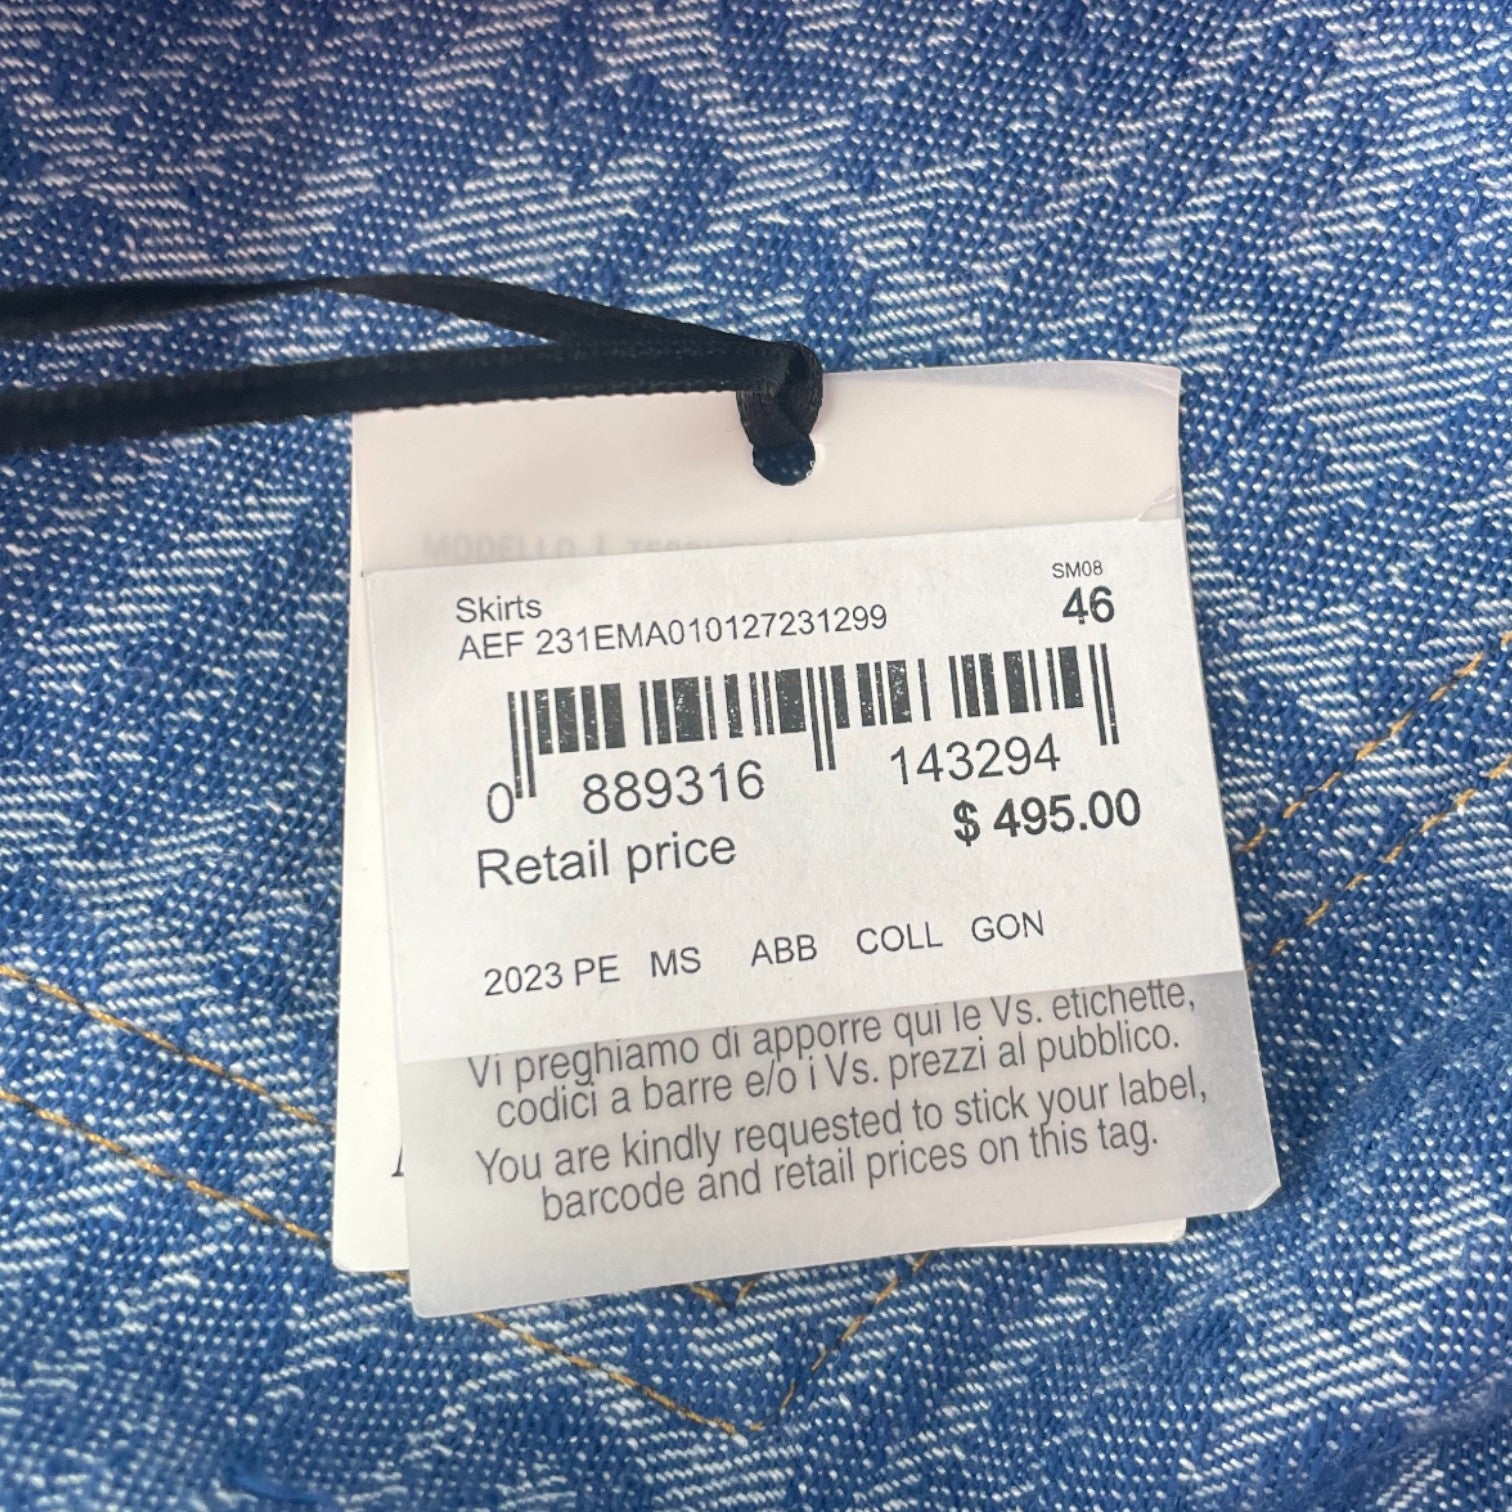 MODELLO
SM08
Skirts
46
AEF 231EMA010127231299
0 889316 143294
$ 495.00
Retail price
2023 PE MS ABB COLL GON
Vi preghiamo di apporre qui le Vs. etichette,
codici a barre e/o i Vs. prezzi al pubblico.
You are kindly requested to stick your label,
barcode and retail prices on this tag.